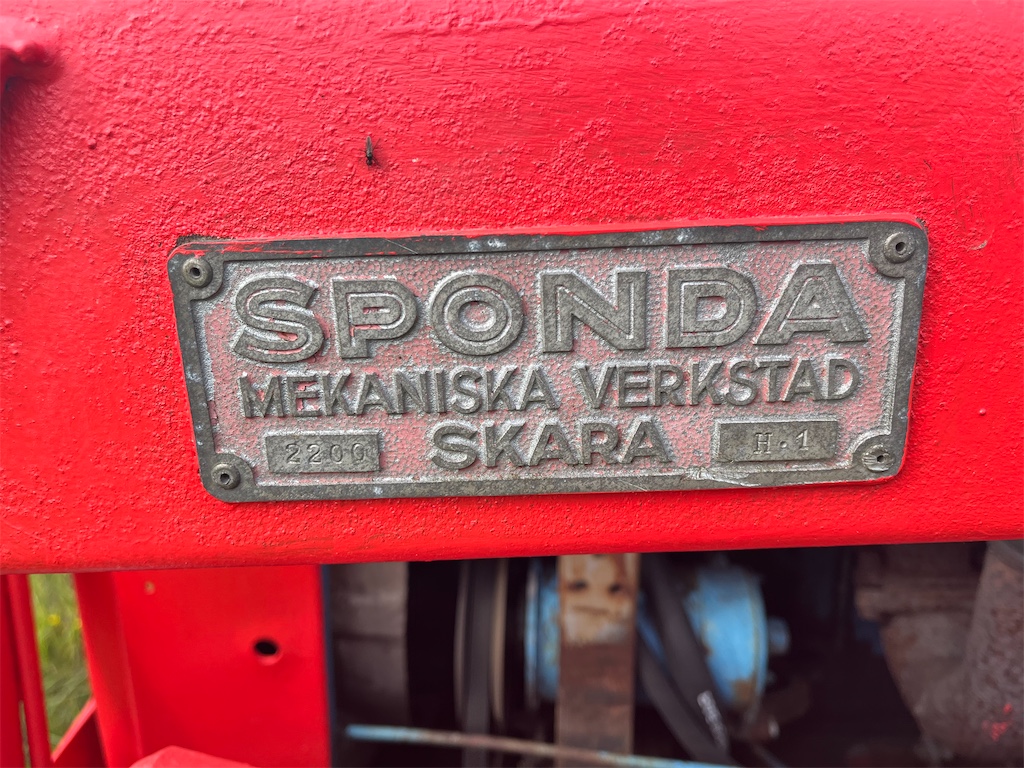 SPONDA
MEKANISKA VERKSTAD
2200 SKARA H.1